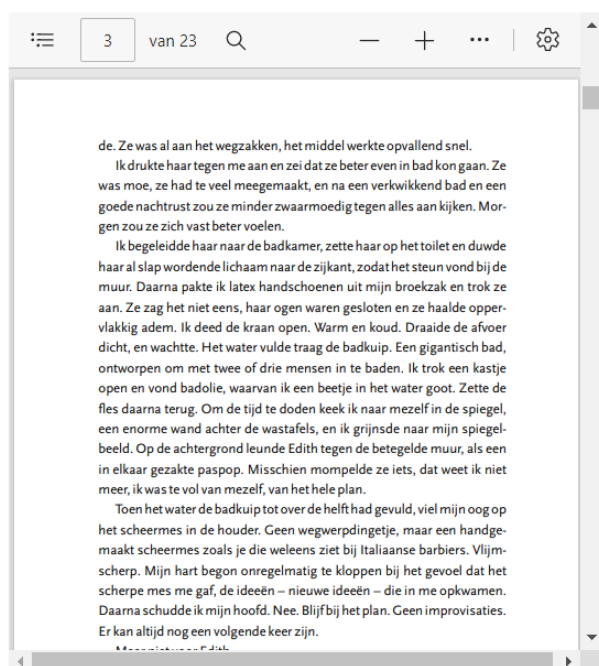 3 van 23
de. Ze was al aan het wegzakken, het middel werkte opvallend snel.
Ik drukte haar tegen me aan en zei dat ze beter even in bad kon gaan. Ze
was moe, ze had te veel meegemaakt, en na een verkwikkend bad en een
goede nachtrust zou ze minder zwaarmoedig tegen alles aan kijken. Mor-
gen zou ze zich vast beter voelen.
Ik begeleidde haar naar de badkamer, zette haar op het toilet en duwde
haar al slap wordende lichaam naar de zijkant, zodat het steun vond bij de
muur. Daarna pakte ik latex handschoenen uit mijn broekzak en trok ze
aan. Ze zag het niet eens, haar ogen waren gesloten en ze haalde opper-
vlakkig adem. Ik deed de kraan open. Warm en koud. Draaide de afvoer
dicht, en wachtte. Het water vulde traag de badkuip. Een gigantisch bad,
ontworpen om met twee of drie mensen in te baden. Ik trok een kastje
open en vond badolie, waarvan ik een beetje in het water goot. Zette de
fles daarna terug. Om de tijd te doden keek ik naar mezelf in de spiegel,
een enorme wand achter de wastafels, en ik grijnsde naar mijn spiegel-
beeld. Op de achtergrond leunde Edith tegen de betegelde muur, als een
in elkaar gezakte paspop. Misschien mompelde ze iets, dat weet ik niet
meer, ik was te vol van mezelf, van het hele plan.
Toen het water de badkuip tot over de helft had gevuld, viel mijn oog op
het scheermes in de houder. Geen wegwerpdingetje, maar een handge-
maakt scheermes zoals je die weleens ziet bij Italiaanse barbiers. Vlijm-
scherp. Mijn hart begon onregelmatig te kloppen bij het gevoel dat het
scherpe mes me gaf, de ideeën – nieuwe ideeën – die in me opkwamen.
Daarna schudde ik mijn hoofd. Nee. Blijf bij het plan. Geen improvisaties.
Er kan altijd nog een volgende keer zijn.
Maar niet voor Edith.